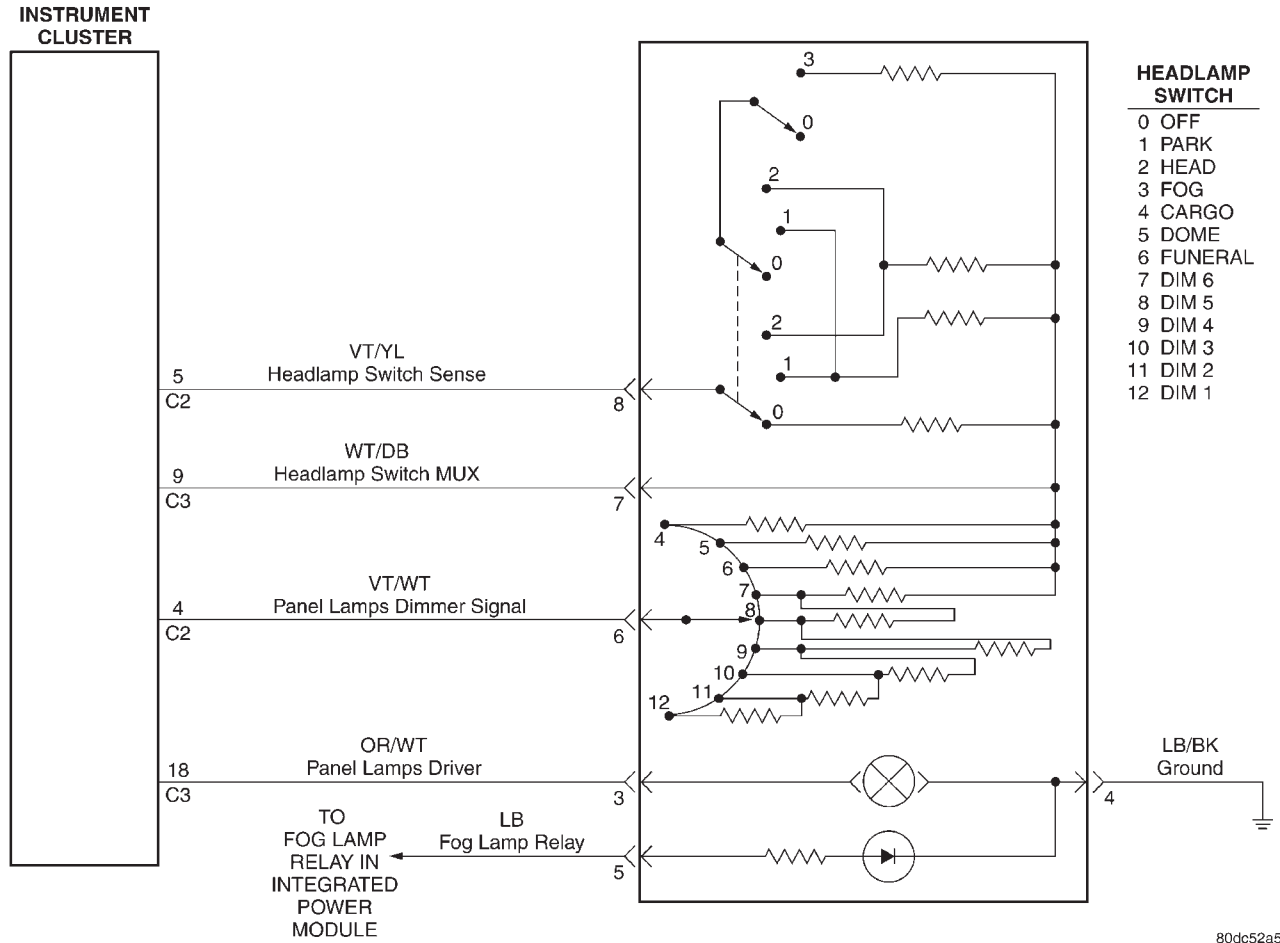 INSTRUMENT
CLUSTER
HEADLAMP
SWITCH
0 OFF
1 PARK
2 HEAD
3 FOG
4 CARGO
5 DOME
6 FUNERAL
7 DIM 6
8 DIM 5
9 DIM 4
10 DIM 3
11 DIM 2
12 DIM 1
3
0
2
1
0
2
1
0
5
C2
VT/YL
Headlamp Switch Sense
8
9
C3
WT/DB
Headlamp Switch MUX
7
4
5
6
7
8
9
10
11
12
4
C2
VT/WT
Panel Lamps Dimmer Signal
6
18
C3
OR/WT
Panel Lamps Driver
3
LB/BK
Ground
4
TO
FOG LAMP
RELAY IN
INTEGRATED
POWER
MODULE
LB
Fog Lamp Relay
5
80dc52a5